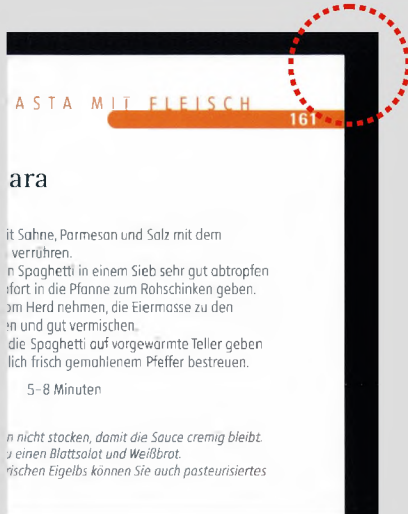 ASTA MIT FLEISCH
161
ara
it Sahne, Parmesan und Salz mit dem
verrühren.
n Spaghetti in einem Sieb sehr gut abtropfen
fort in die Pfanne zum Rohschinken geben.
om Herd nehmen, die Eiermasse zu den
en und gut vermischen.
die Spaghetti auf vorgewärmte Teller geben
lich frisch gemahlenem Pfeffer bestreuen.
5–8 Minuten
n nicht stocken, damit die Sauce cremig bleibt.
u einen Blattsalat und Weißbrot.
rischen Eigelbs können Sie auch pasteurisiertes